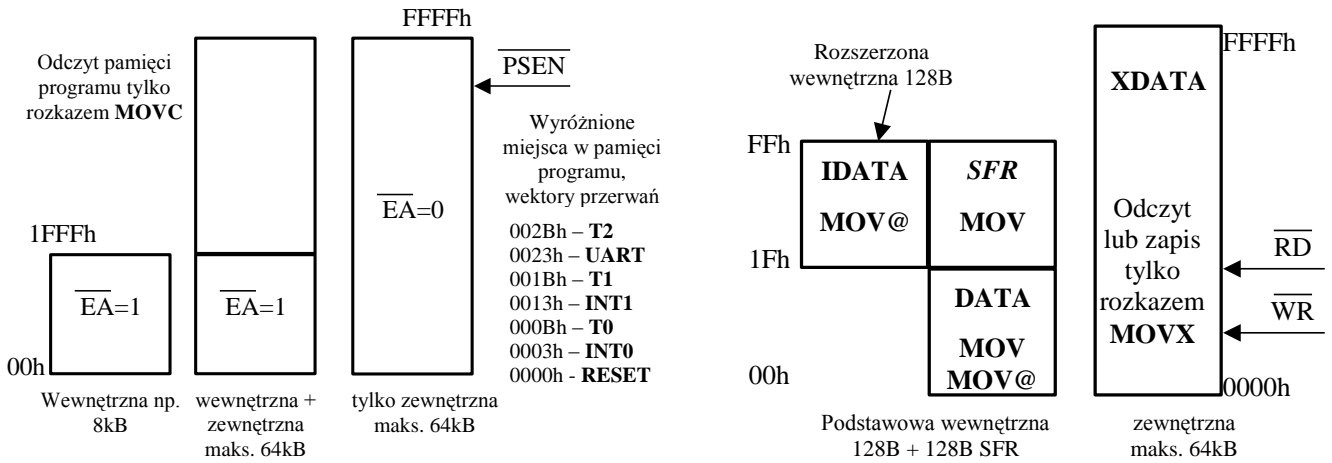 FFFFh
Odczyt pamięci
programu tylko
rozkazem MOVC
PSEN
Wyróżnione
miejsca w pamięci
programu,
wektory przerwań
EA=0
002Bh – T2
0023h – UART
001Bh – T1
0013h – INT1
000Bh – T0
0003h – INT0
0000h - RESET
1FFFh
EA=1
EA=1
00h
Wewnętrzna np.
8kB
wewnętrzna +
zewnętrzna
maks. 64kB
tylko zewnętrzna
maks. 64kB
Rozszerzona
wewnętrzna 128B
FFh
IDATA
MOV@
SFR
MOV
1Fh
DATA
MOV
MOV@
00h
Podstawowa wewnętrzna
128B + 128B SFR
FFFFh
XDATA
Odczyt
lub zapis
tylko
rozkazem
MOVX
RD
WR
0000h
zewnętrzna
maks. 64kB